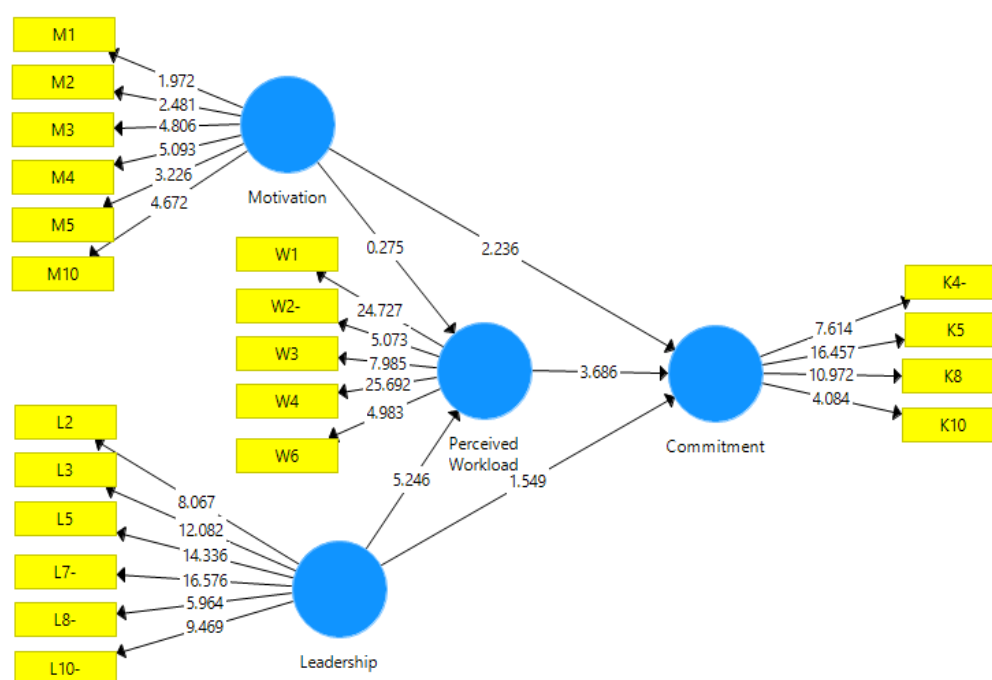 M1
M2
M3
M4
M5
M10
1.972
2.481
4.806
5.093
3.226
4.672
Motivation
0.275
2.236
W1
W2-
W3
W4
W6
24.727
5.073
7.985
25.692
4.983
Perceived
Workload
3.686
Commitment
7.614
16.457
10.972
4.084
K4-
K5
K8
K10
L2
L3
L5
L7-
L8-
L10-
8.067
12.082
14.336
16.576
5.964
9.469
5.246
1.549
Leadership